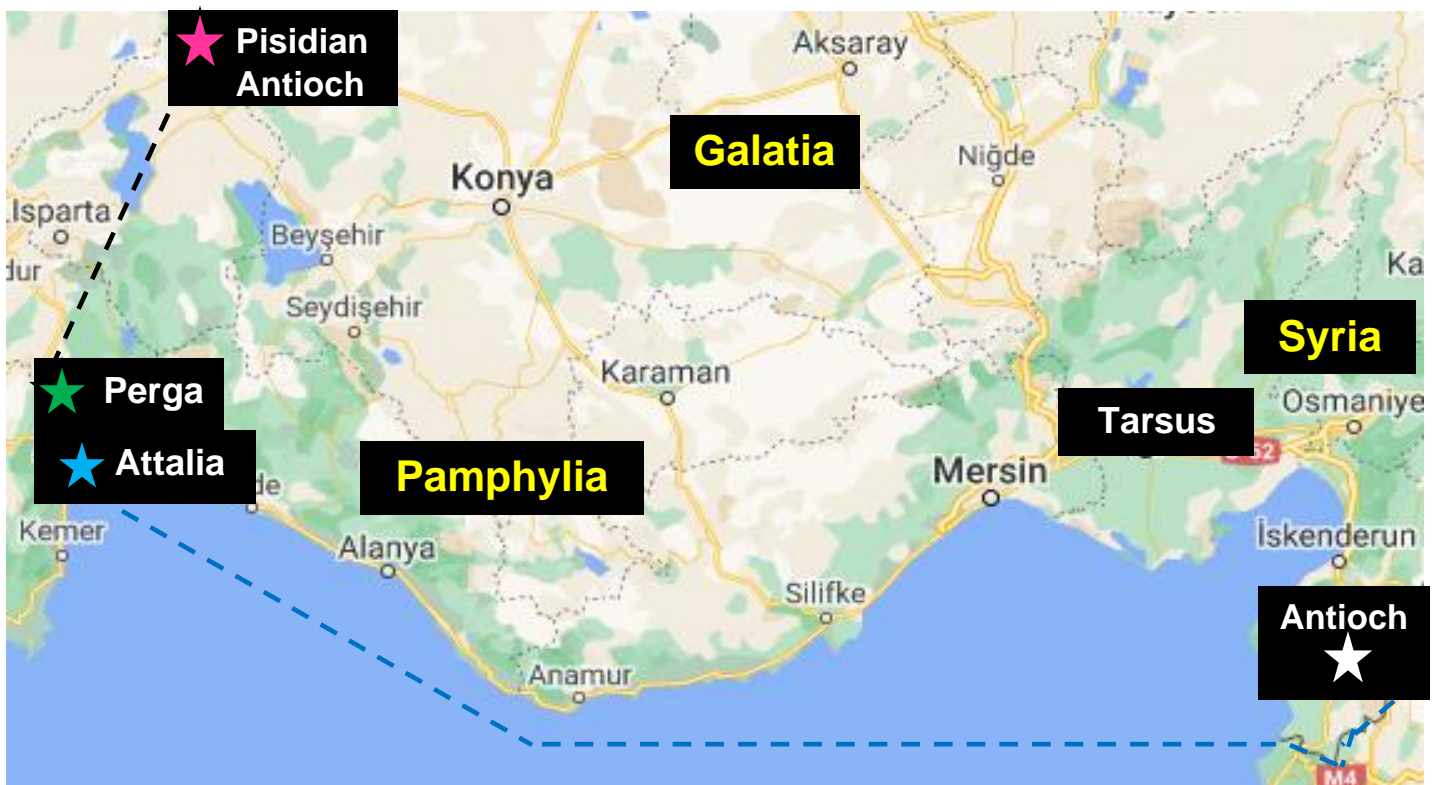 Pisidian
Antioch
Aksaray
Galatia
Niğde
Konya
Isparta
Beyşehir
dur
Ka
Seydişehir
Syria
Karaman
Perga
Osmaniye
Tarsus
Attalia
52
Pamphylia
Mersin
de
Kemer
Alanya
İskenderun
Silifke
Antioch
Anamur
M4